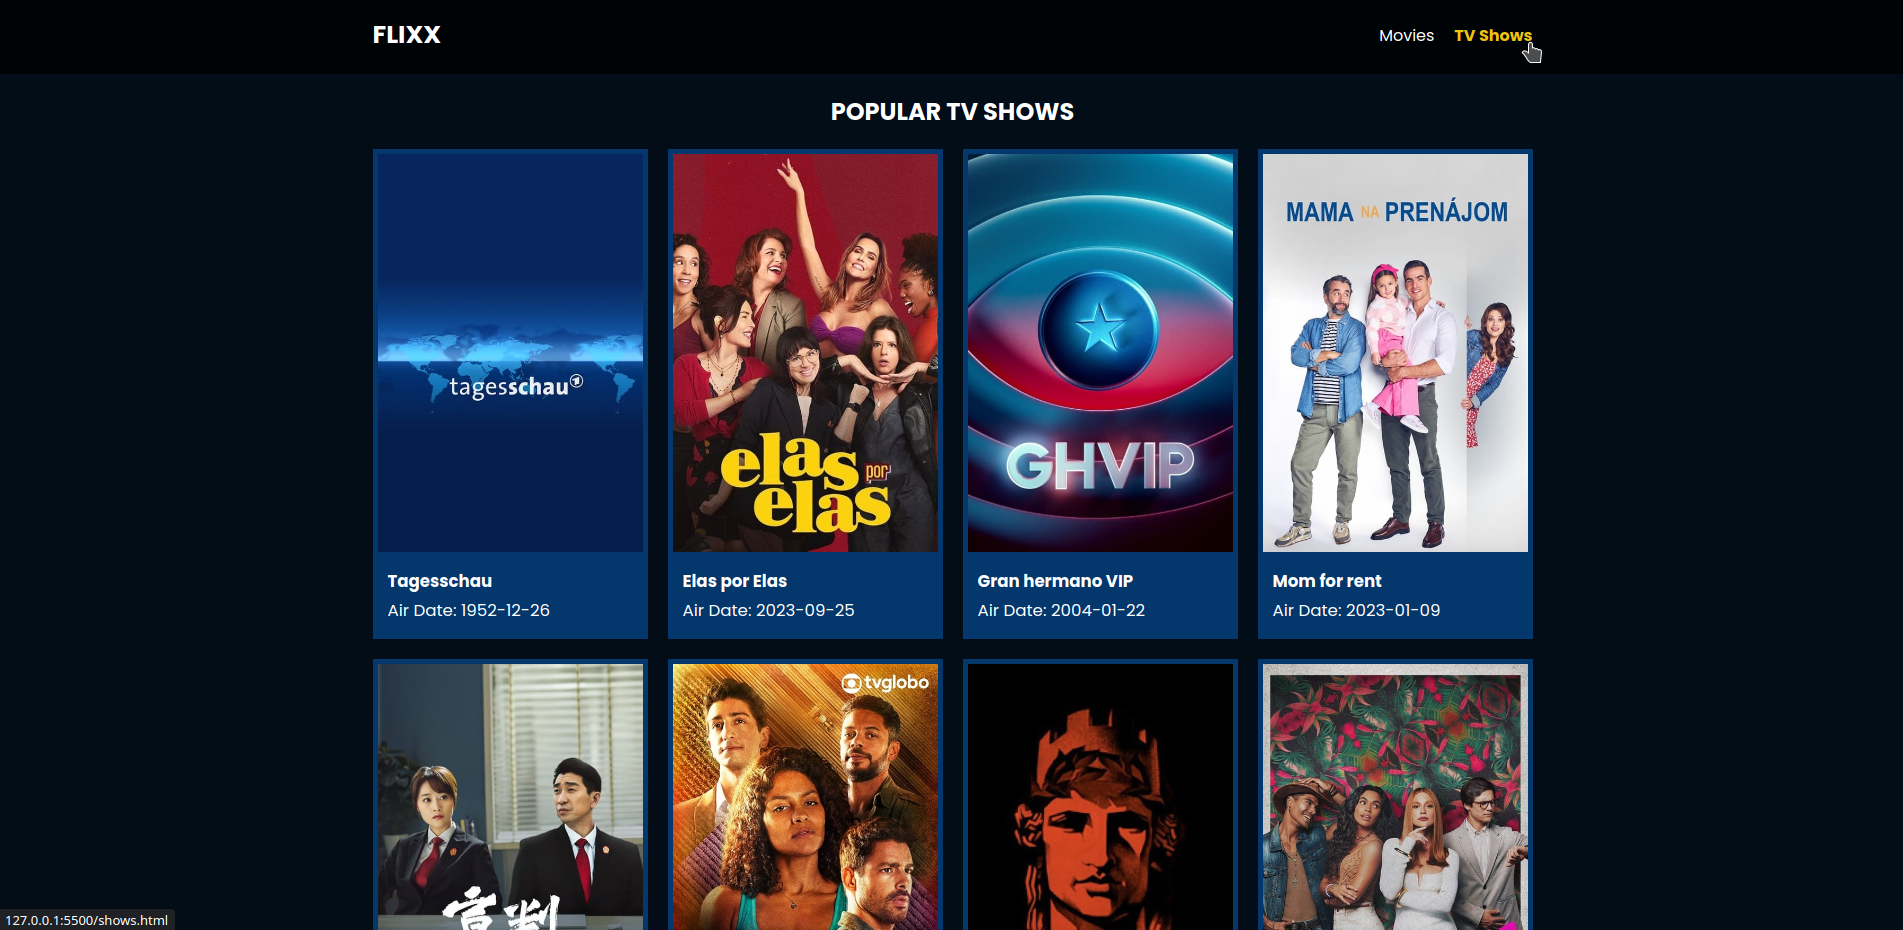 FLIXX
Movies
TV Shows
POPULAR TV SHOWS
tagesschau
elas por
elas
GHVIP
MAMA NA PRENÁJOM
Tagesschau
Air Date: 1952-12-26
Elas por Elas
Air Date: 2023-09-25
Gran hermano VIP
Air Date: 2004-01-22
Mom for rent
Air Date: 2023-01-09
tvglobo
宣判
127.0.0.1:5500/shows.html